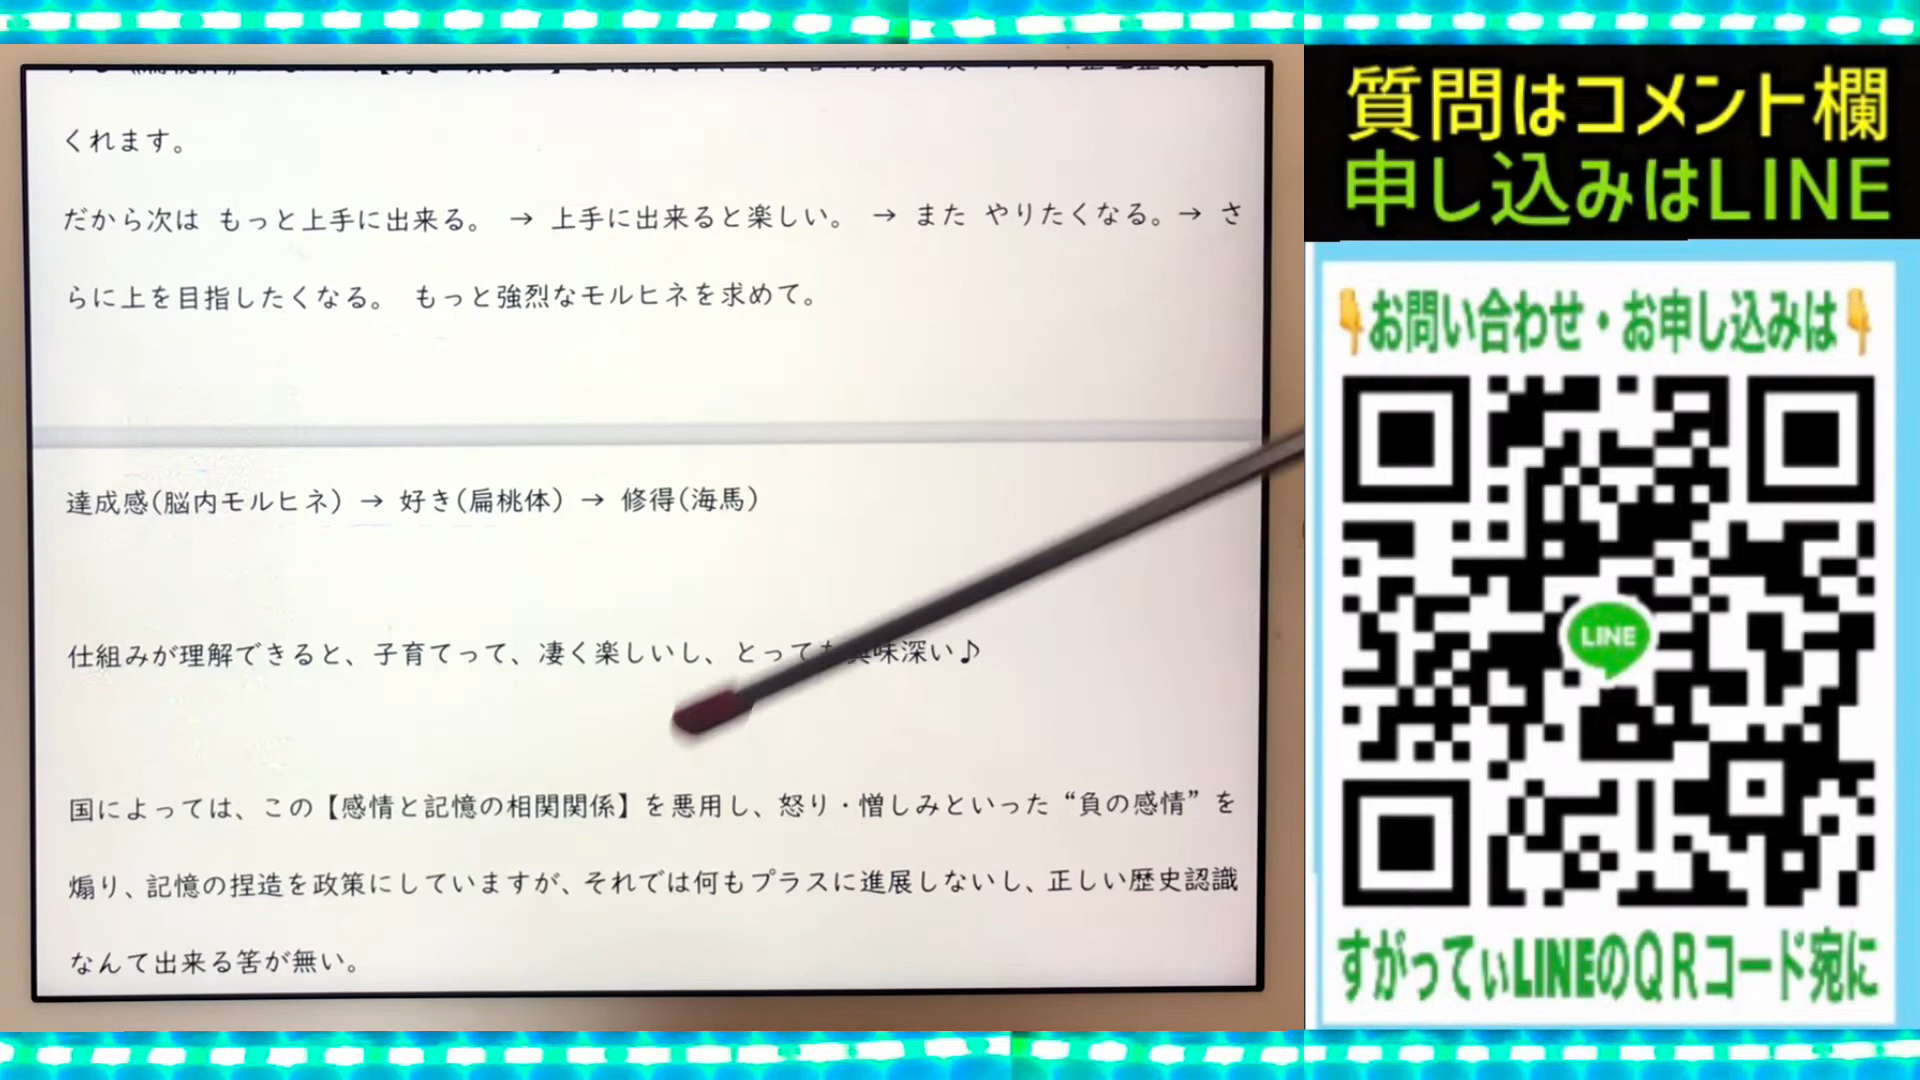 くれます。
だから次は もっと上手に出来る。 → 上手に出来ると楽しい。 → また やりたくなる。→ さ
らに上を目指したくなる。 もっと強烈なモルヒネを求めて。
達成感(脳内モルヒネ) → 好き(扁桃体) → 修得(海馬)
仕組みが理解できると、子育てって、凄く楽しいし、とっても興味深い♪
国によっては、この【感情と記憶の相関関係】を悪用し、怒り・憎しみといった“負の感情”を
煽り、記憶の捏造を政策にしていますが、それでは何もプラスに進展しないし、正しい歴史認識
なんて出来る筈が無い。
質問はコメント欄
申し込みはLINE
👇お問い合わせ・お申し込みは👇
LINE
すがってぃLINEのQRコード宛に